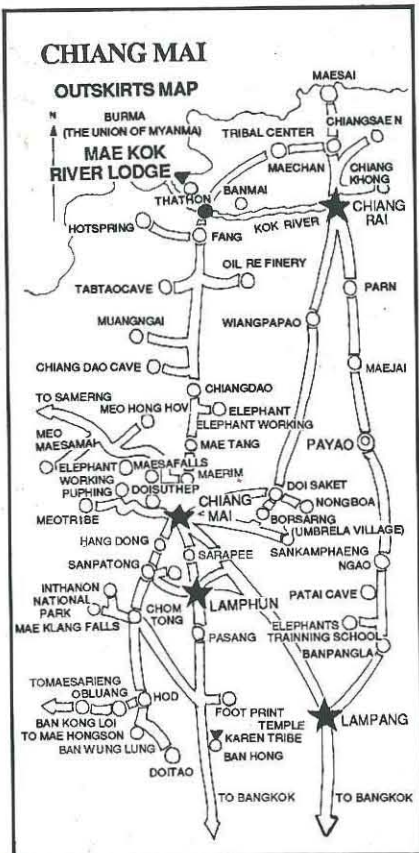 CHIANG MAI
OUTSKIRTS MAP
N
BURMA
(THE UNION OF MYANMA)
MAE KOK
RIVER LODGE
THATHON
MAESAI
TRIBAL CENTER
CHIANGSAEN
MAECHAN
CHIANG
KHONG
BANMAI
CHIANG
RAI
KOK RIVER
HOTSPRING
FANG
OIL REFINERY
TABTAOCAVE
PARN
MUANGNGAI
WIANGPAPAO
CHIANG DAO CAVE
MAEJAI
CHIANGDAO
TO SAMERNG
MEO HONG HOV
ELEPHANT
ELEPHANT WORKING
MEO
MAESAMAI
MAE TANG
PAYAO
ELEPHANT
WORKING
MAESAFALLS
MAERIM
PUPHING
DOISUTHEP
DOI SAKET
CHIANG
MAI
NONGBOA
MEOTRIBE
BORSARNG
(UMBRELA VILLAGE)
HANG DONG
SARAPEE
SANKAMPHAENG
SANPATONG
NGAO
INTHANON
NATIONAL
PARK
LAMPHUN
PATAI CAVE
MAE KLANG FALLS
CHOM
TONG
PASANG
ELEPHANTS
TRAINNING SCHOOL
BANPANGLA
TOMAESARIENG
OBLUANG
HOD
FOOT PRINT
TEMPLE
LAMPANG
BAN KONG LOI
TO MAE HONGSON
BAN WUNG LUNG
KAREN TRIBE
BAN HONG
DOITAO
TO BANGKOK
TO BANGKOK